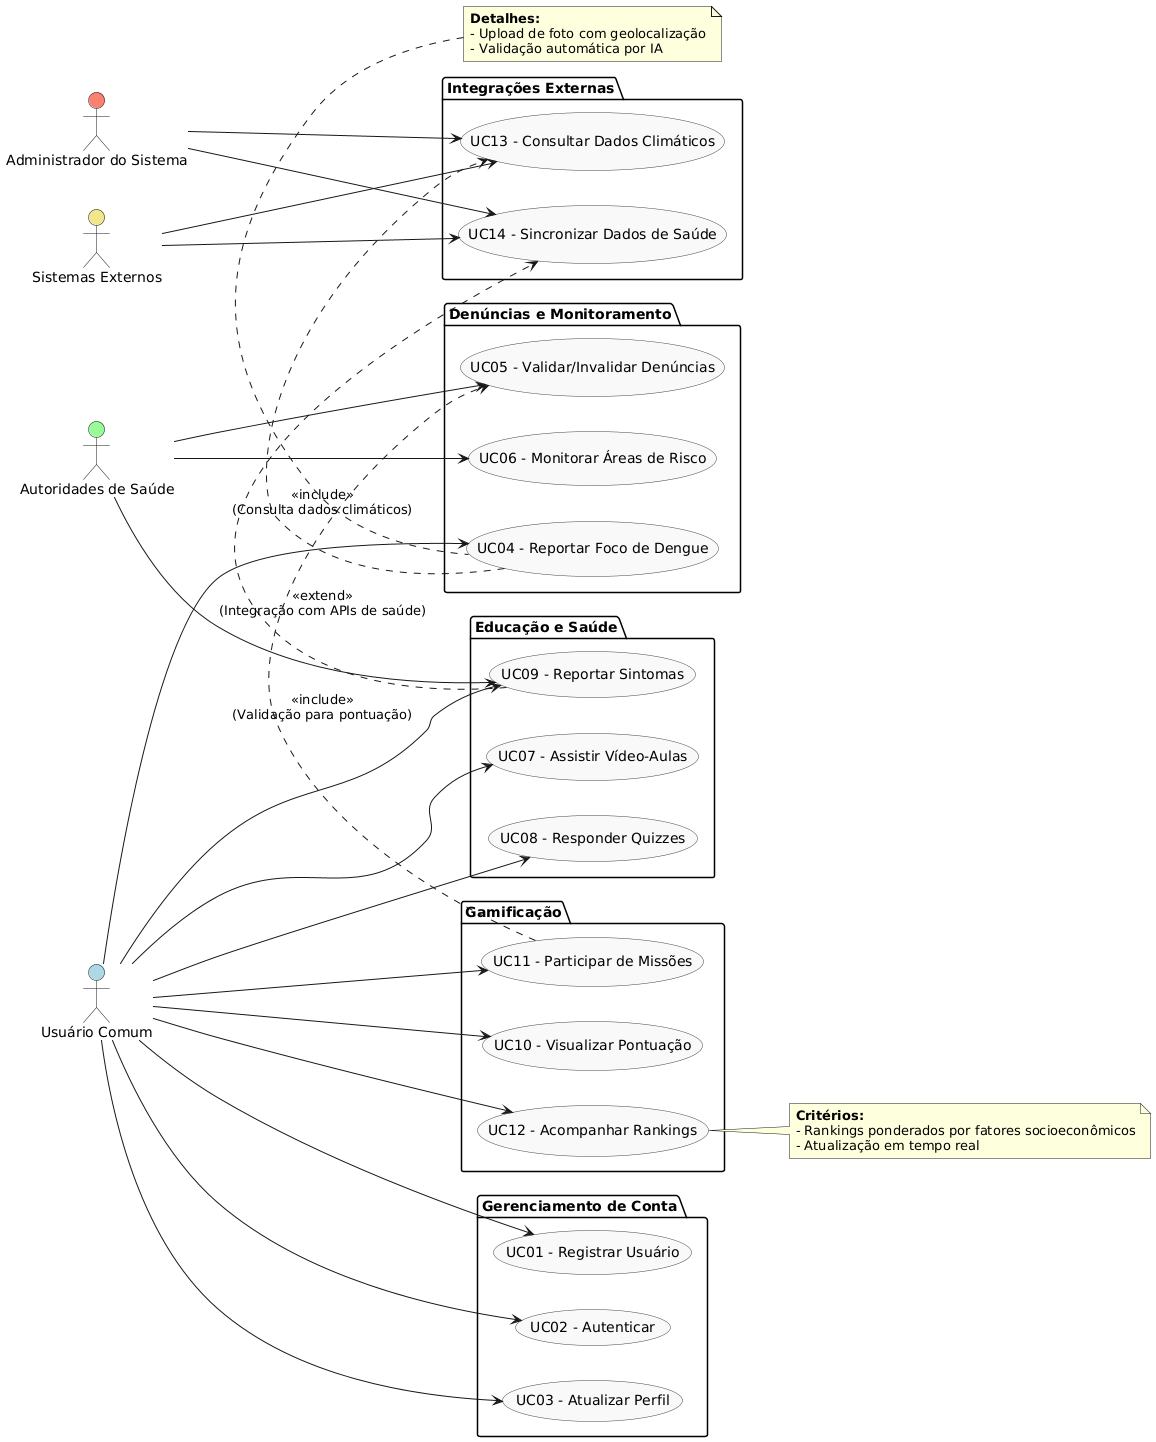 Detalhes:
- Upload de foto com geolocalização
- Validação automática por IA
Integrações Externas
UC13 - Consultar Dados Climáticos
Administrador do Sistema
UC14 - Sincronizar Dados de Saúde
Sistemas Externos
Denúncias e Monitoramento
UC05 - Validar/Invalidar Denúncias
UC06 - Monitorar Áreas de Risco
Autoridades de Saúde
«include»
(Consulta dados climáticos)
UC04 - Reportar Foco de Dengue
«extend»
(Integração com APIs de saúde)
Educação e Saúde
UC09 - Reportar Sintomas
«include»
(Validação para pontuação)
UC07 - Assistir Vídeo-Aulas
UC08 - Responder Quizzes
Gamificação
UC11 - Participar de Missões
Usuário Comum
UC10 - Visualizar Pontuação
UC12 - Acompanhar Rankings
Critérios:
- Rankings ponderados por fatores socioeconômicos
- Atualização em tempo real
Gerenciamento de Conta
UC01 - Registrar Usuário
UC02 - Autenticar
UC03 - Atualizar Perfil